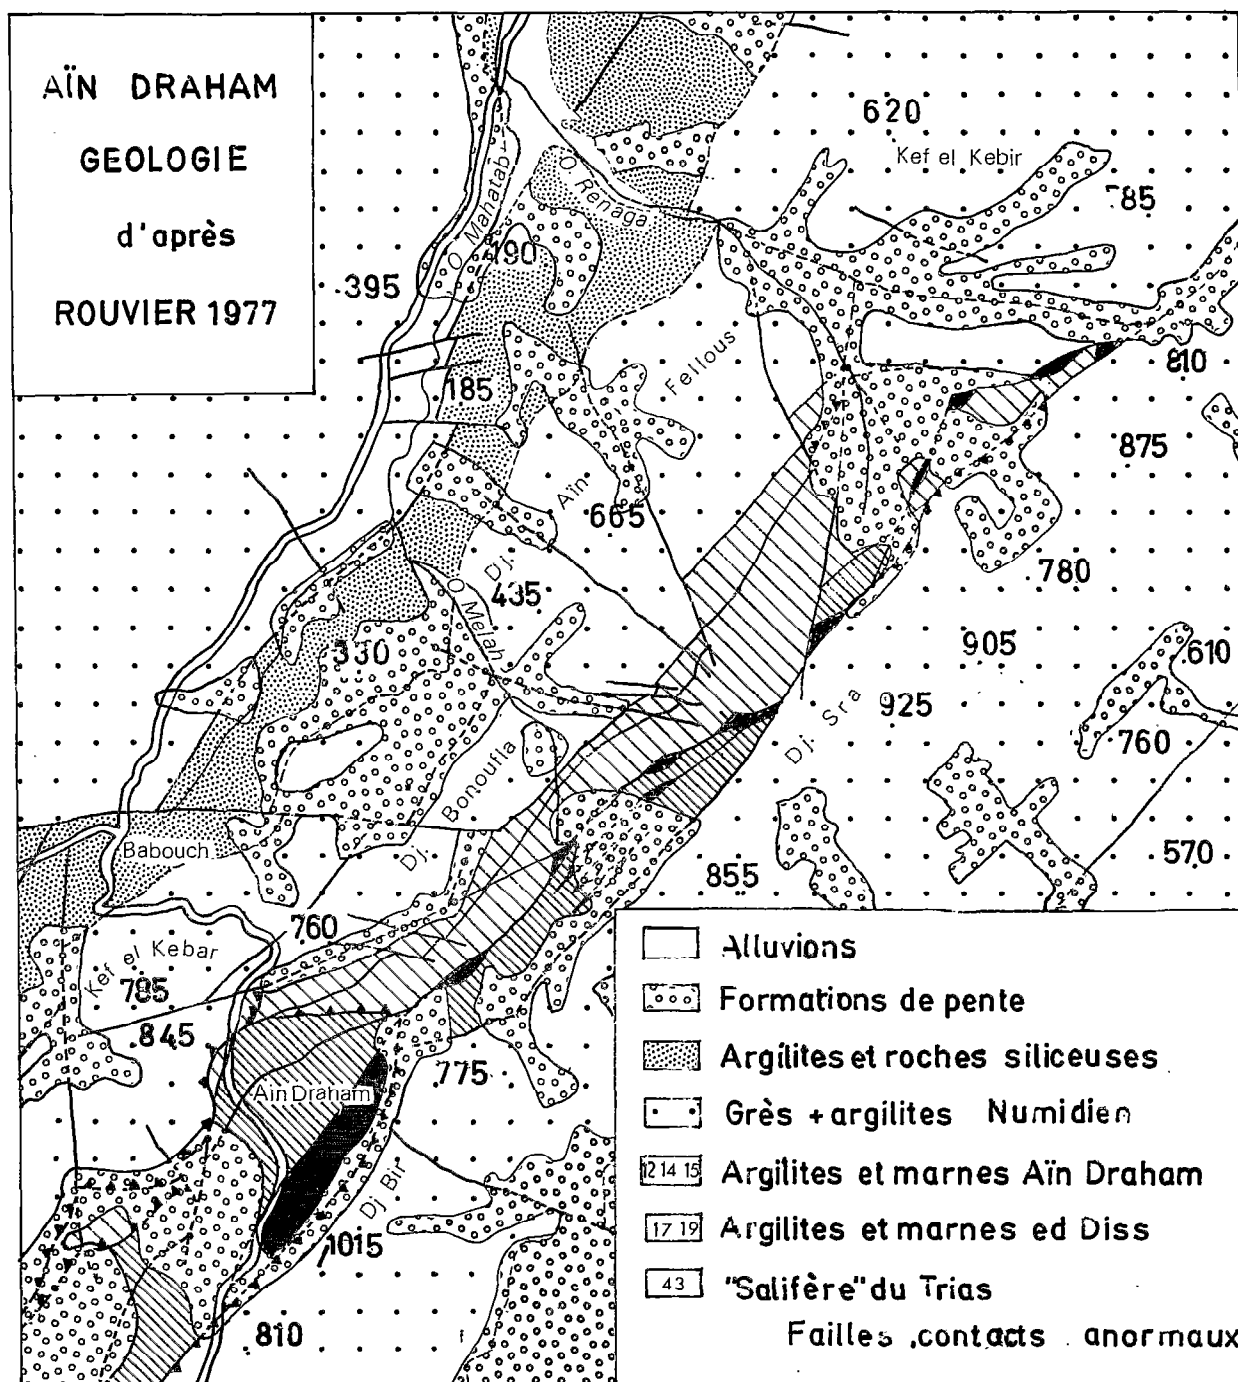 AÏN DRAHAM
GEOLOGIE
d'après
ROUVIER 1977
620
Kef el Kebir
785
O Mahatab
O Renaga
190
395
185
Fellous
810
875
Aïn
665
Dj.
435
780
O Melah
330
905
610
Dj. Sra
925
760
Bonoufla
Dj.
Babouch
570
855
760
Kef el Kebar
785
845
775
Ain Draham
Dj Bir
1015
810
Alluvions
Formations de pente
Argilites et roches siliceuses
Grès + argilites Numidien
12 14 15 Argilites et marnes Aïn Draham
17 19 Argilites et marnes ed Diss
43 "Salifère" du Trias
Failles, contacts anormaux